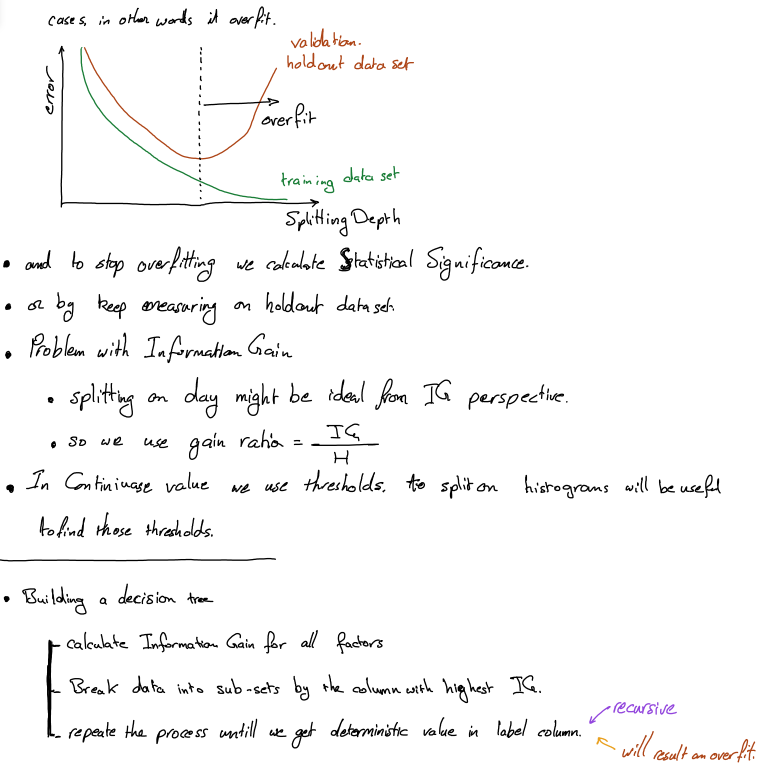 cases, in other words it overfit.
validation.
holdout data set
error
overfit
training data set
Splitting Depth
• and to stop overfitting we calculate Statistical Significance.
• or by keep measuring on holdout data set.
• Problem with Information Gain
• splitting on day might be ideal from IG perspective.
• so we use gain ratio = IG / H
• In Continiuase value we use thresholds. to split on histograms will be useful
to find those thresholds.
• Building a decision tree
- calculate Information Gain for all factors
- Break data into sub-sets by the column with highest IG.
- repeate the process untill we get deterministic value in label column.
recursive
will result an overfit.